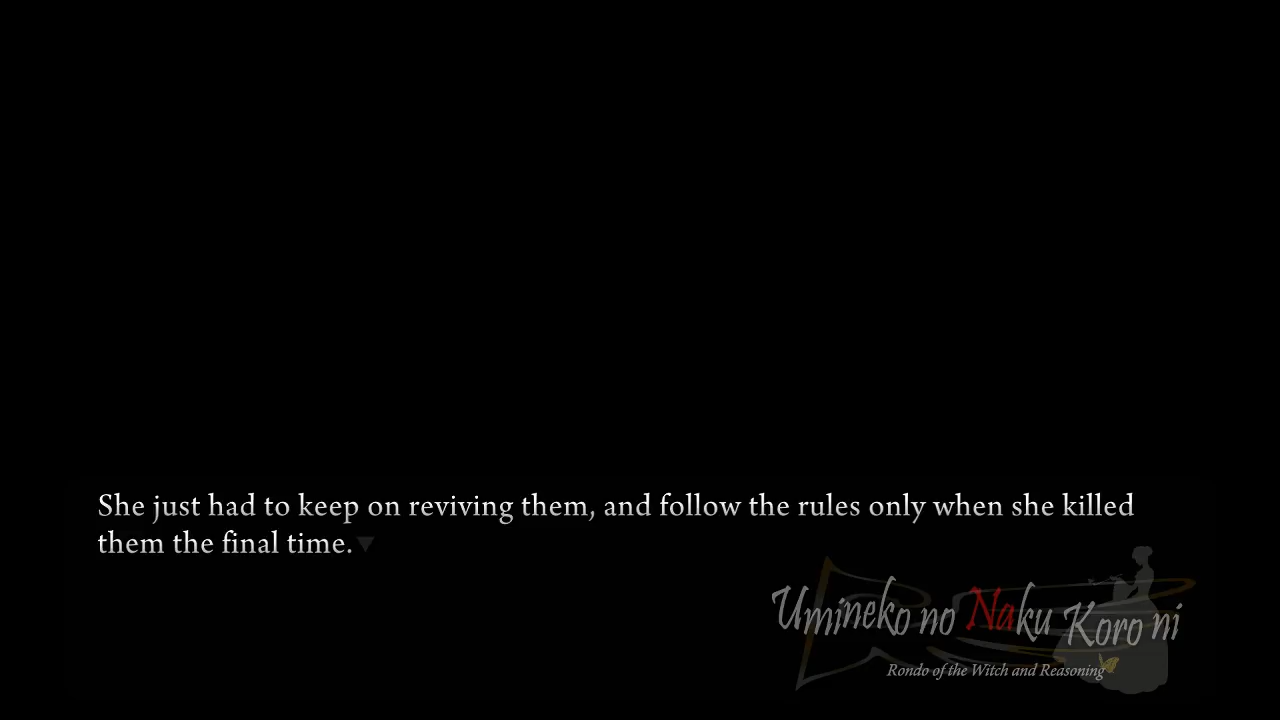 She just had to keep on reviving them, and follow the rules only when she killed
them the final time.
Umineko no Naku Koro ni
Rondo of the Witch and Reasoning